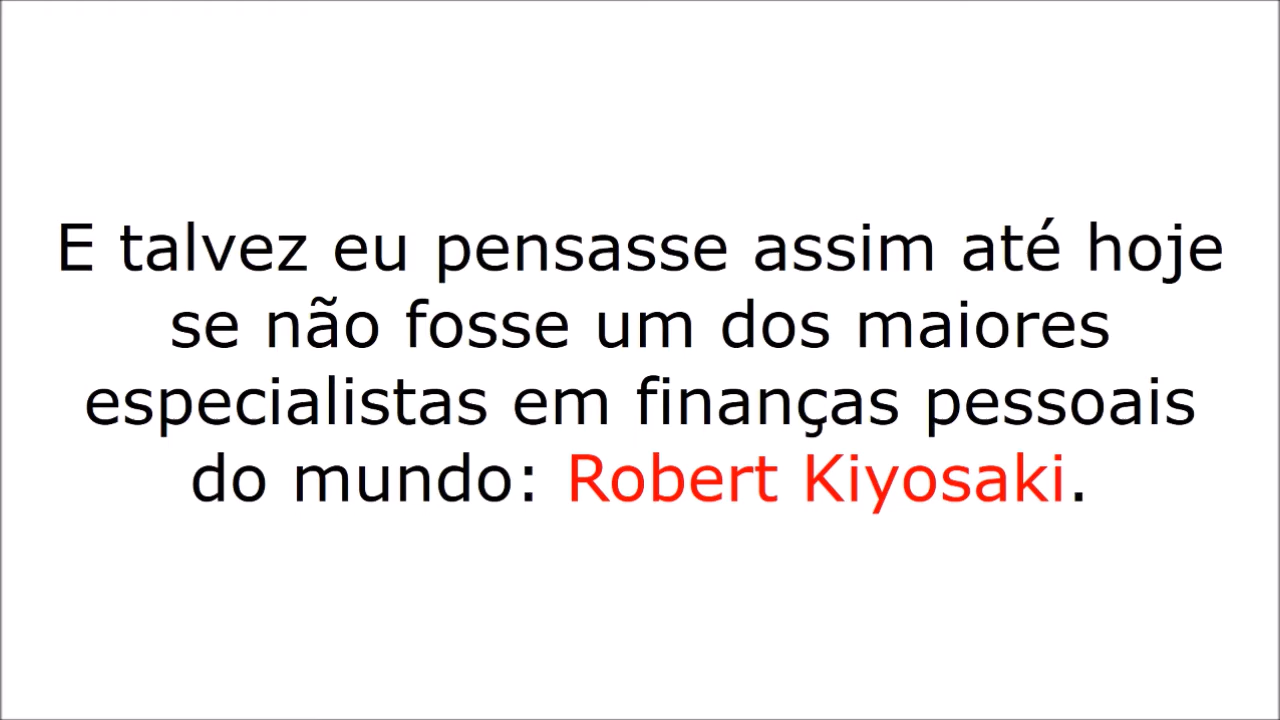 E talvez eu pensasse assim até hoje
se não fosse um dos maiores
especialistas em finanças pessoais
do mundo: Robert Kiyosaki.